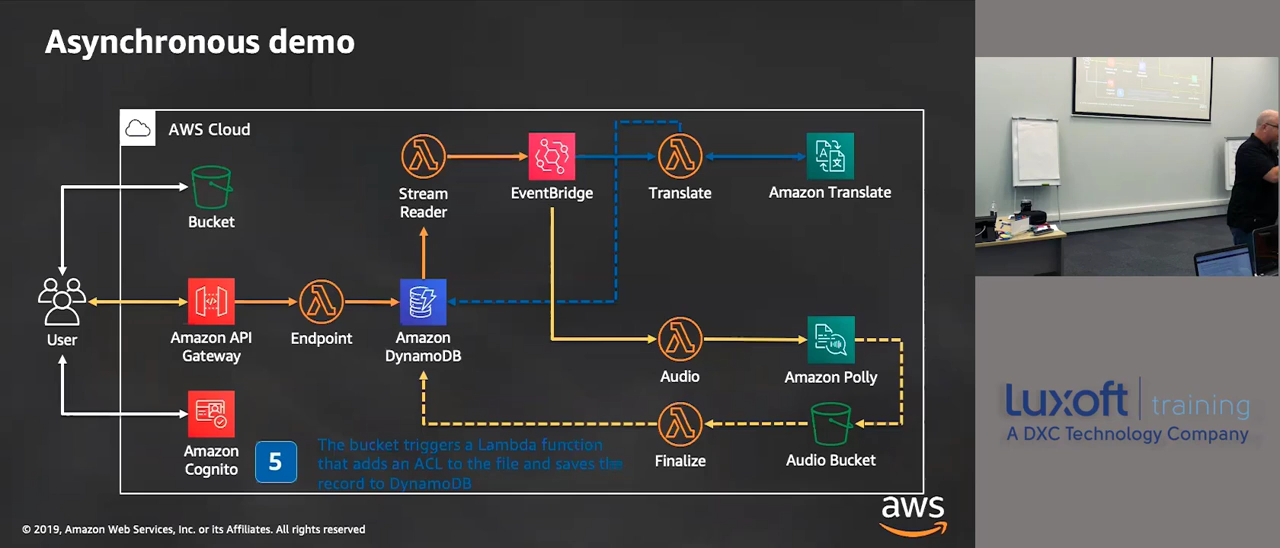 Asynchronous demo
AWS Cloud
Bucket
Stream
Reader
EventBridge
Translate
Amazon Translate
User
Amazon API
Gateway
Endpoint
Amazon
DynamoDB
Audio
Amazon Polly
Amazon
Cognito
5
The bucket triggers a Lambda function
that adds an ACL to the file and saves the
record to DynamoDB
Finalize
Audio Bucket
aws
© 2019, Amazon Web Services, Inc. or its Affiliates. All rights reserved
Luxoft training
A DXC Technology Company